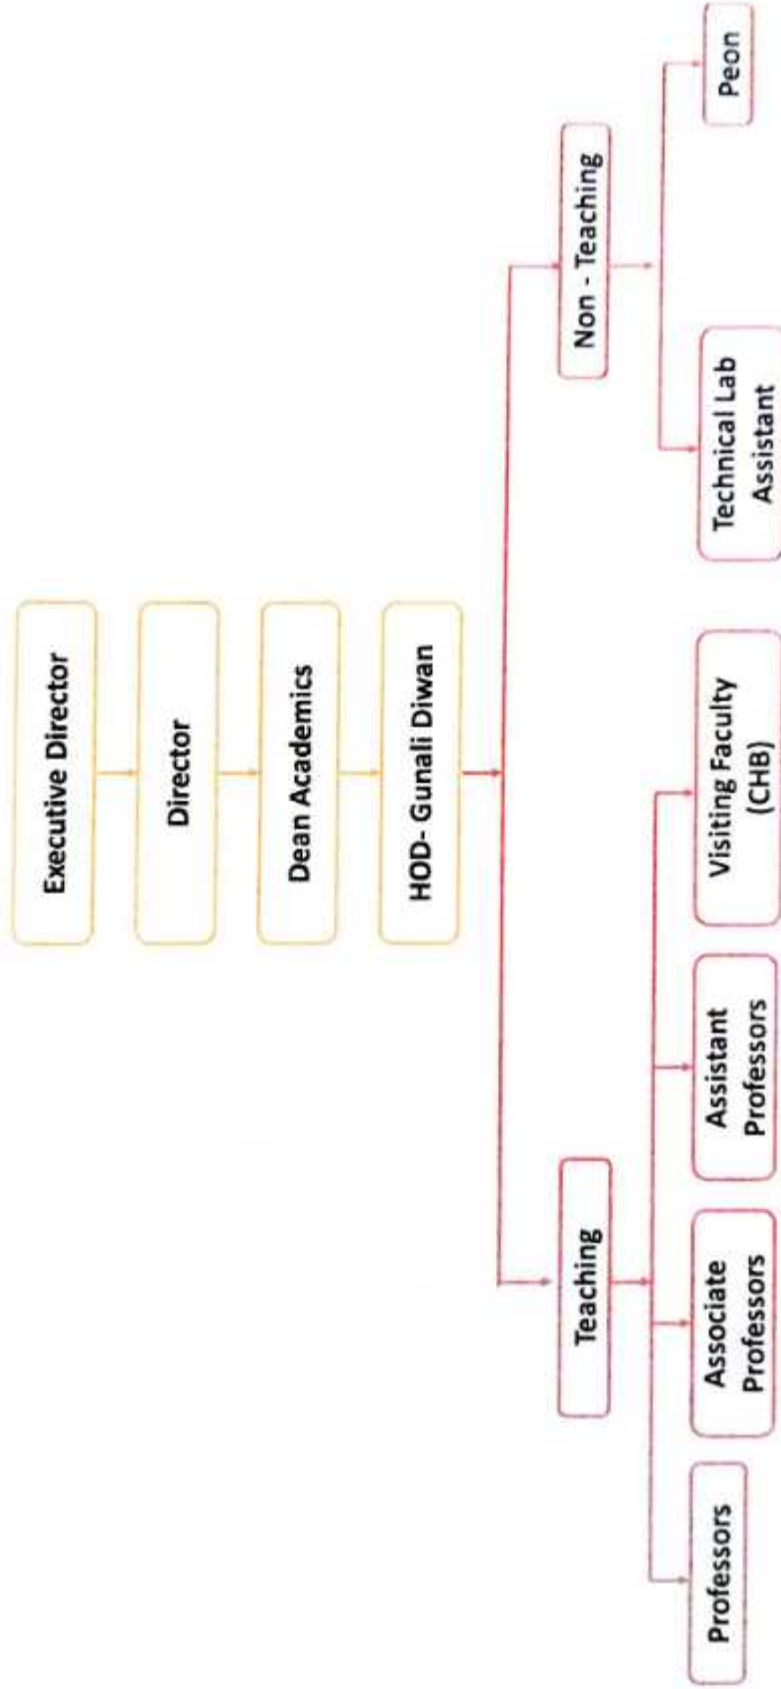 Executive Director
Director
Dean Academics
HOD- Gunali Diwan
Teaching
Non - Teaching
Professors
Associate
Professors
Assistant
Professors
Visiting Faculty
(CHB)
Technical Lab
Assistant
Peon